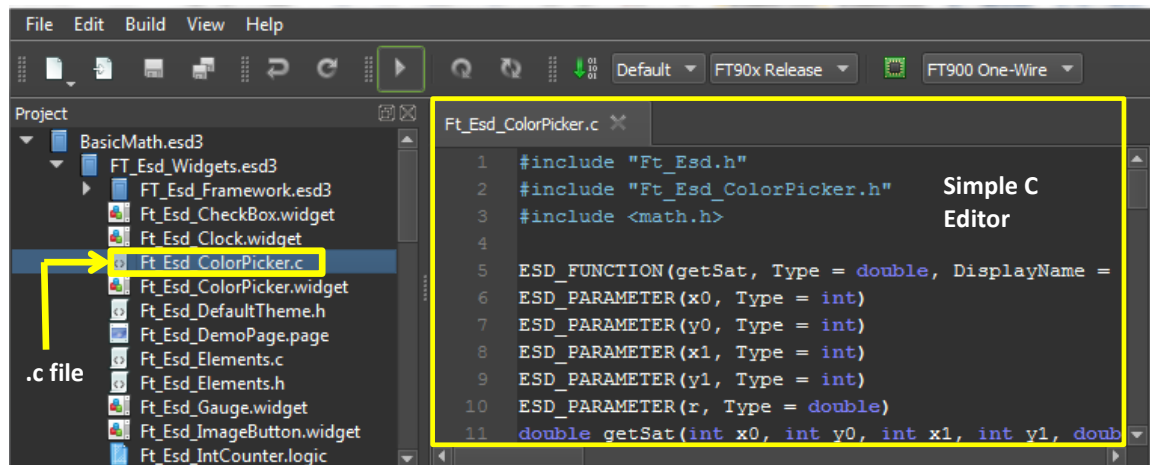 File Edit Build View Help
Default FT90x Release FT900 One-Wire
Project
BasicMath.esd3
FT_Esd_Widgets.esd3
FT_Esd_Framework.esd3
Ft_Esd_CheckBox.widget
Ft_Esd_Clock.widget
Ft_Esd_ColorPicker.c
Ft_Esd_ColorPicker.widget
Ft_Esd_DefaultTheme.h
Ft_Esd_DemoPage.page
Ft_Esd_Elements.c
Ft_Esd_Elements.h
Ft_Esd_Gauge.widget
Ft_Esd_ImageButton.widget
Ft_Esd_IntCounter.logic
.c file
Ft_Esd_ColorPicker.c
1 #include "Ft_Esd.h"
2 #include "Ft_Esd_ColorPicker.h"
3 #include <math.h>
4
5 ESD_FUNCTION(getSat, Type = double, DisplayName =
6 ESD_PARAMETER(x0, Type = int)
7 ESD_PARAMETER(y0, Type = int)
8 ESD_PARAMETER(x1, Type = int)
9 ESD_PARAMETER(y1, Type = int)
10 ESD_PARAMETER(r, Type = double)
11 double getSat(int x0, int y0, int x1, int y1, doub
Simple C
Editor